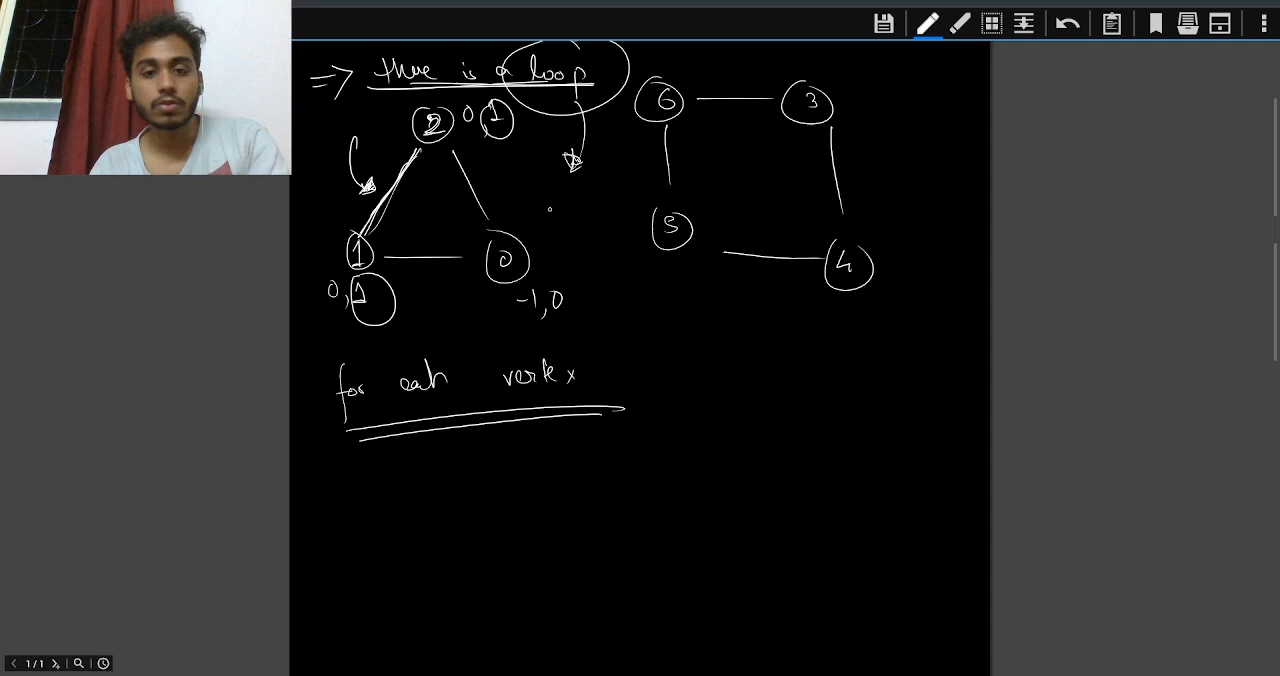 => there is a loop
2 0, 1
6 3
1 0
5 4
0, 1
-1, 0
for each vertex
1/1